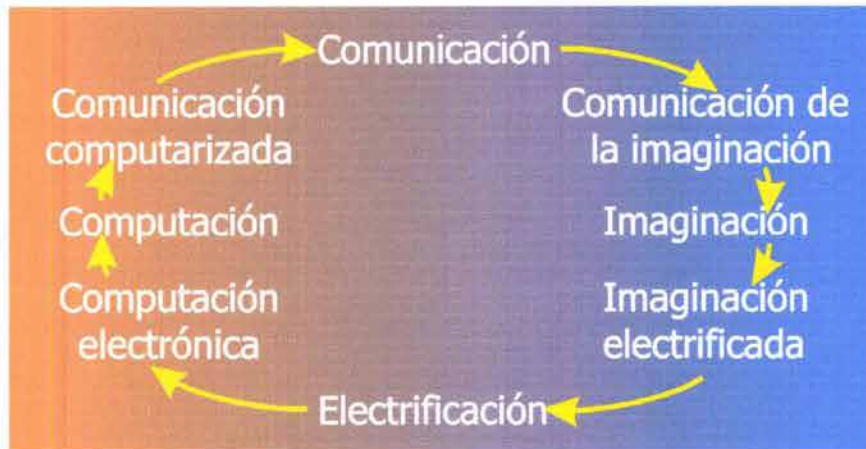 Comunicación
Comunicación
computarizada
Comunicación de
la imaginación
Computación
Imaginación
Computación
electrónica
Imaginación
electrificada
Electrificación